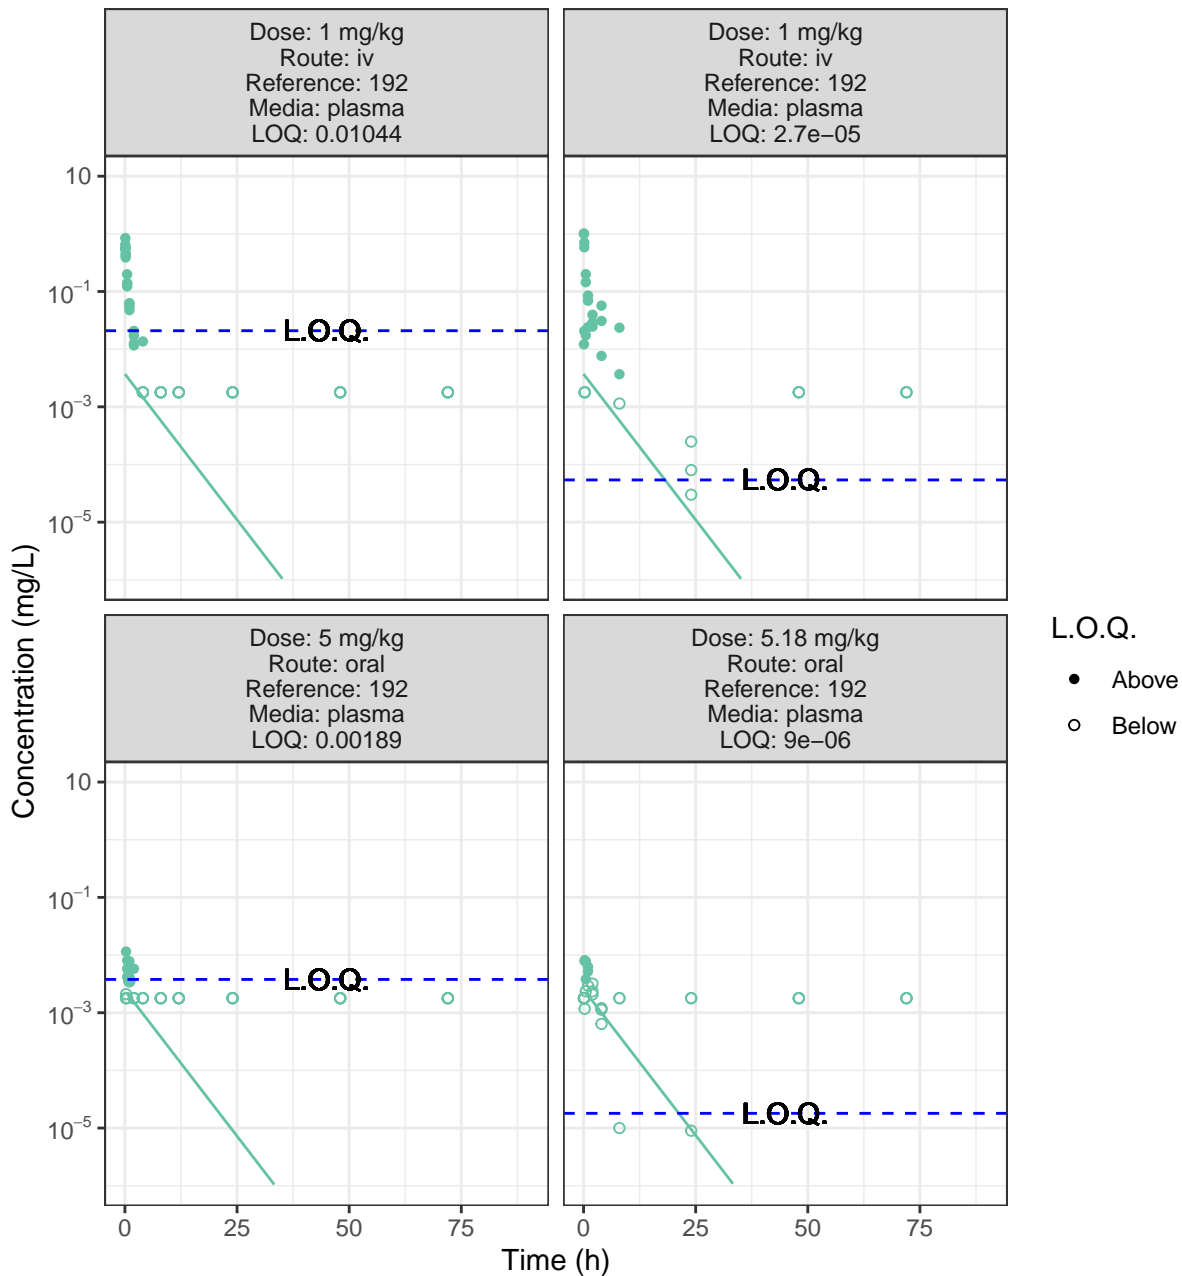 Dose: 1 mg/kg
Route: iv
Reference: 192
Media: plasma
LOQ: 0.01044
Dose: 1 mg/kg
Route: iv
Reference: 192
Media: plasma
LOQ: 2.7e−05
10
10−1
10−3
10−5
L.O.Q.
L.O.Q.
Concentration (mg/L)
Dose: 5 mg/kg
Route: oral
Reference: 192
Media: plasma
LOQ: 0.00189
Dose: 5.18 mg/kg
Route: oral
Reference: 192
Media: plasma
LOQ: 9e−06
10
10−1
10−3
10−5
L.O.Q.
L.O.Q.
0 25 50 75
0 25 50 75
Time (h)
L.O.Q.
Above
Below